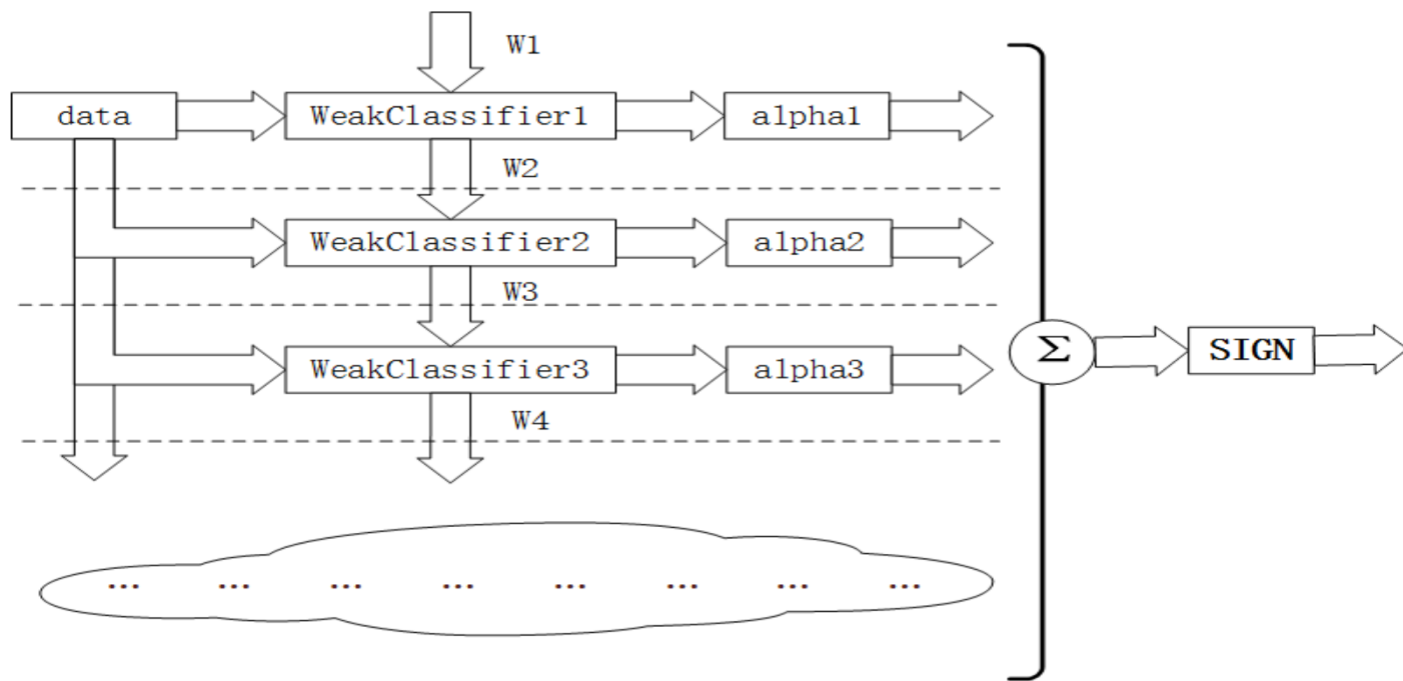 W1
data WeakClassifier1 alpha1
W2
WeakClassifier2 alpha2
W3
Σ SIGN
WeakClassifier3 alpha3
W4
... ... ... ... ... ... ... ...